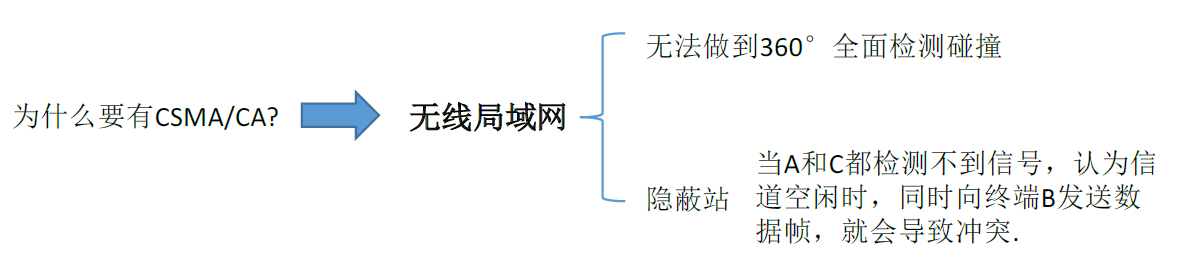 为什么要有CSMA/CA?
无线局域网
无法做到360°全面检测碰撞
隐蔽站
当A和C都检测不到信号，认为信
道空闲时，同时向终端B发送数
据帧，就会导致冲突.